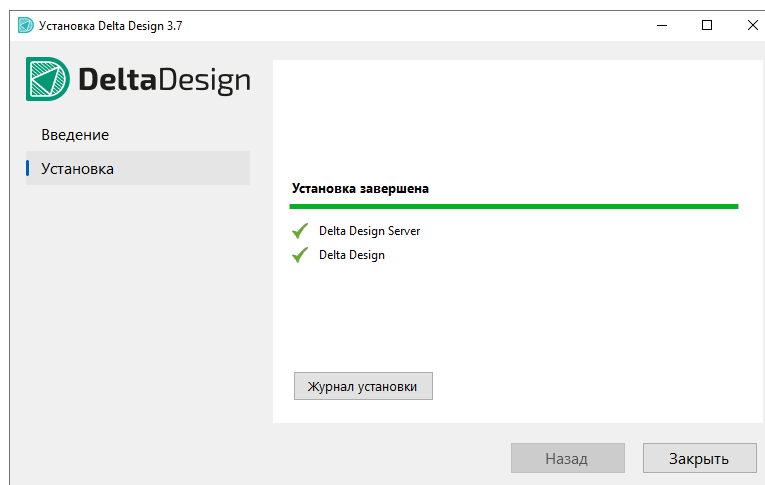 Установка Delta Design 3.7
DeltaDesign
Введение
Установка
Установка завершена
Delta Design Server
Delta Design
Журнал установки
Назад
Закрыть